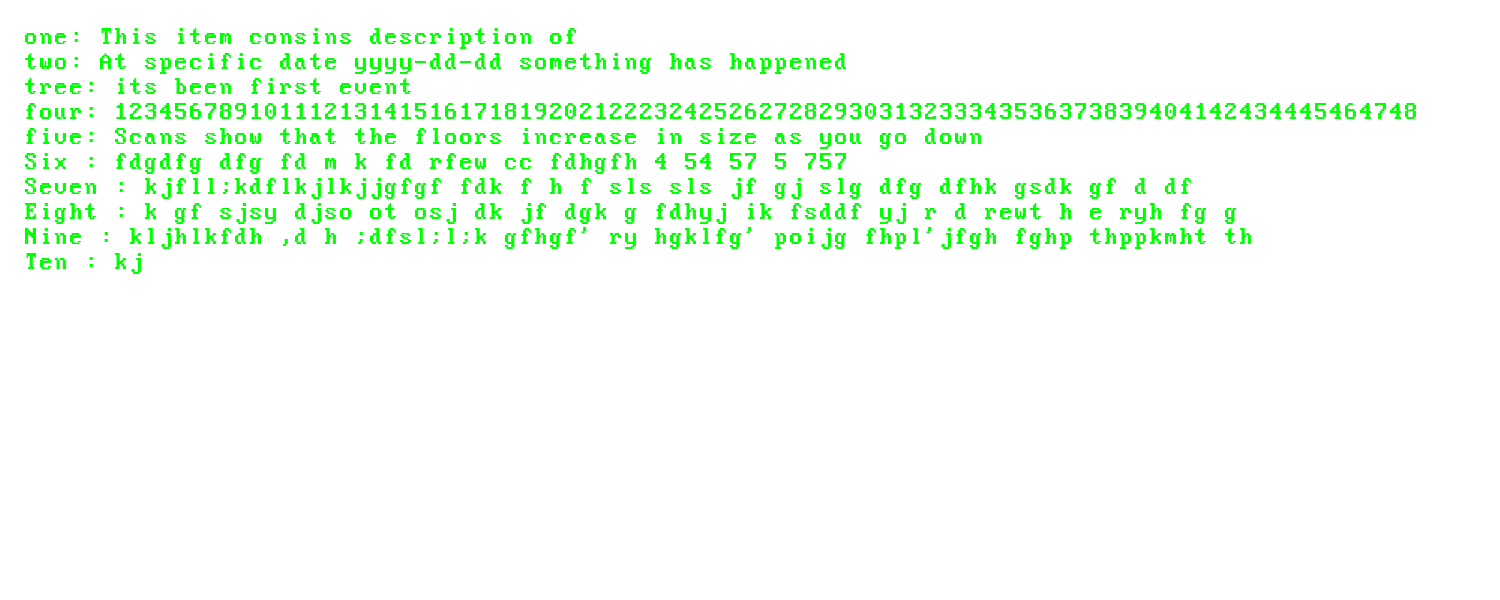 one: This item consins description of
two: At specific date yyyy-dd-dd something has happened
tree: its been first event
four: 123456789101112131415161718192021222324252627282930313233343536373839404142434445464748
five: Scans show that the floors increase in size as you go down
Six : fdgdfg dfg fd m k fd rfew cc fdhgfh 4 54 57 5 757
Seven : kjfll;kdflkjlkjjgfgf fdk f h f sls sls jf gj slg dfg dfhk gsdk gf d df
Eight : k gf sjsy djso ot osj dk jf dgk g fdhyj ik fsddf yj r d rewt h e ryh fg g
Nine : kljhlkfdh ,d h ;dfsl;l;k gfhgf' ry hgklfg' poijg fhpl'jfgh fghp thppkmht th
Ten : kj